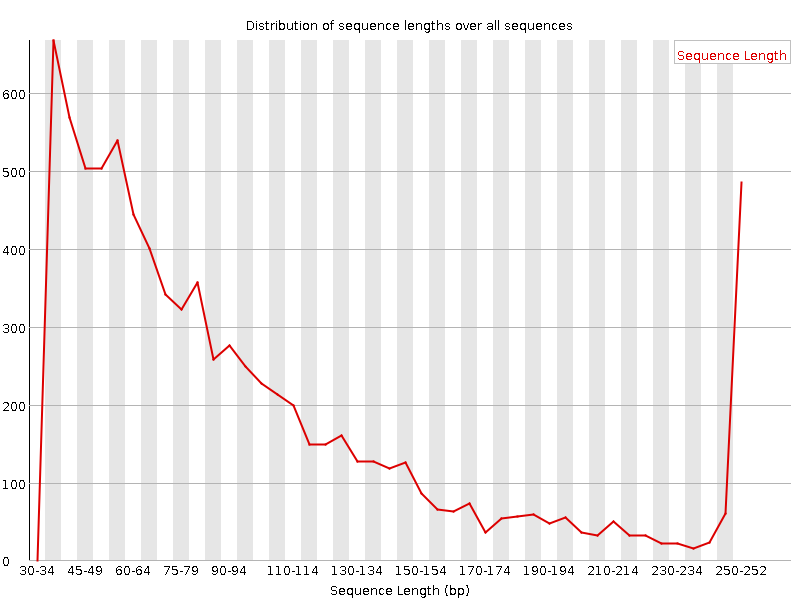 Distribution of sequence lengths over all sequences
Sequence Length
600
500
400
300
200
100
0
30-34 45-49 60-64 75-79 90-94 110-114 130-134 150-154 170-174 190-194 210-214 230-234 250-252
Sequence Length (bp)